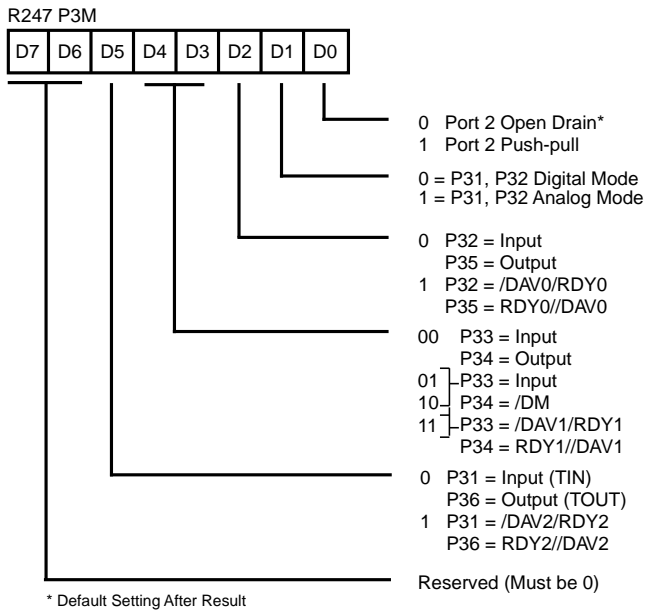 R247 P3M
D7 D6 D5 D4 D3 D2 D1 D0
0 Port 2 Open Drain*
1 Port 2 Push-pull
0 = P31, P32 Digital Mode
1 = P31, P32 Analog Mode
0 P32 = Input
P35 = Output
1 P32 = /DAV0/RDY0
P35 = RDY0//DAV0
00 P33 = Input
P34 = Output
01 P33 = Input
10 P34 = /DM
11 P33 = /DAV1/RDY1
P34 = RDY1//DAV1
0 P31 = Input (TIN)
P36 = Output (TOUT)
1 P31 = /DAV2/RDY2
P36 = RDY2//DAV2
Reserved (Must be 0)
* Default Setting After Result